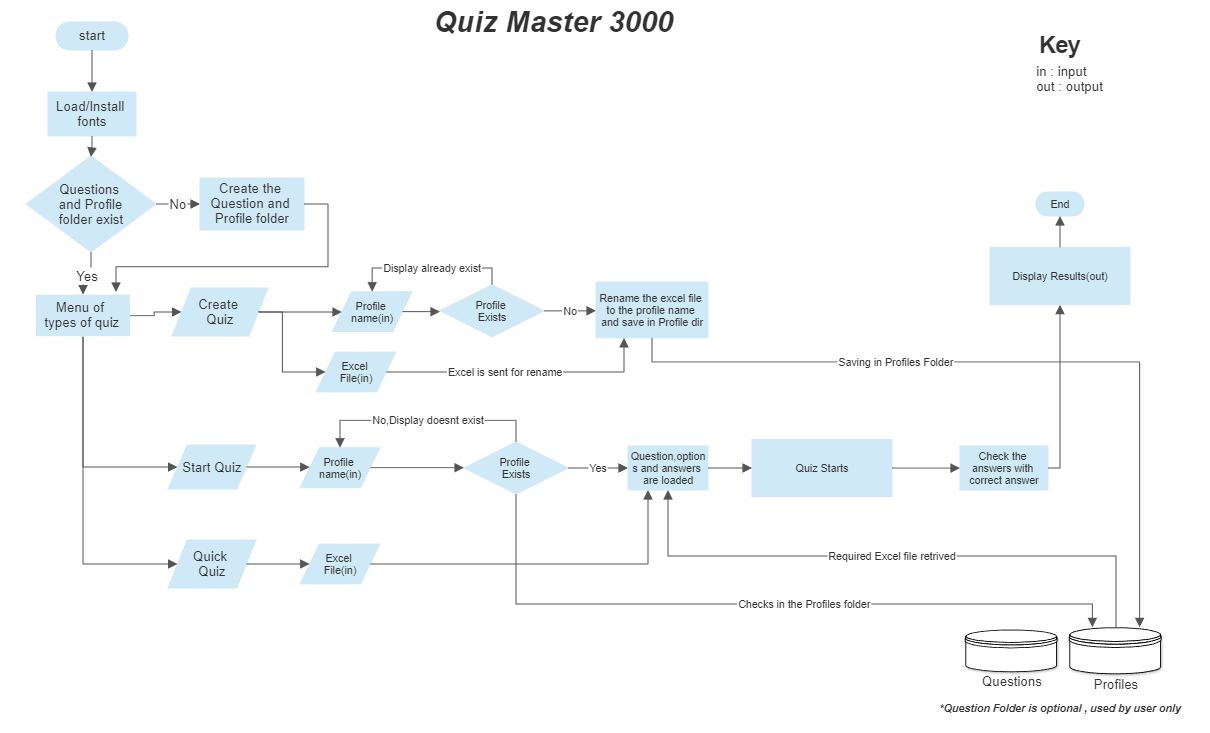 Quiz Master 3000
start
Key
in : input
out : output
Load/Install
fonts
Questions
and Profile
folder exist
No
Create the
Question and
Profile folder
End
Yes
Display already exist
Display Results(out)
Menu of
types of quiz
Create
Quiz
Profile
name(in)
Profile
Exists
No
Rename the excel file
to the profile name
and save in Profile dir
Excel
File(in)
Excel is sent for rename
Saving in Profiles Folder
No,Display doesnt exist
Start Quiz
Profile
name(in)
Profile
Exists
Yes
Question,option
s and answers
are loaded
Quiz Starts
Check the
answers with
correct answer
Quick
Quiz
Excel
File(in)
Required Excel file retrived
Checks in the Profiles folder
Questions
Profiles
*Question Folder is optional , used by user only